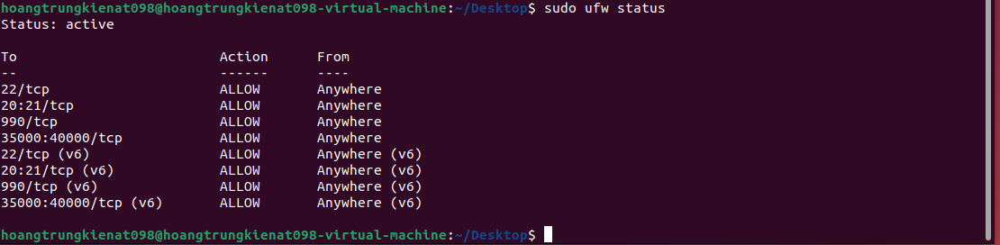 hoangtrungkienat098@hoangtrungkienat098-virtual-machine:~/Desktop$ sudo ufw status
Status: active

To                         Action      From
--                         ------      ----
22/tcp                     ALLOW       Anywhere
20:21/tcp                  ALLOW       Anywhere
990/tcp                    ALLOW       Anywhere
35000:40000/tcp            ALLOW       Anywhere
22/tcp (v6)                ALLOW       Anywhere (v6)
20:21/tcp (v6)             ALLOW       Anywhere (v6)
990/tcp (v6)               ALLOW       Anywhere (v6)
35000:40000/tcp (v6)       ALLOW       Anywhere (v6)

hoangtrungkienat098@hoangtrungkienat098-virtual-machine:~/Desktop$